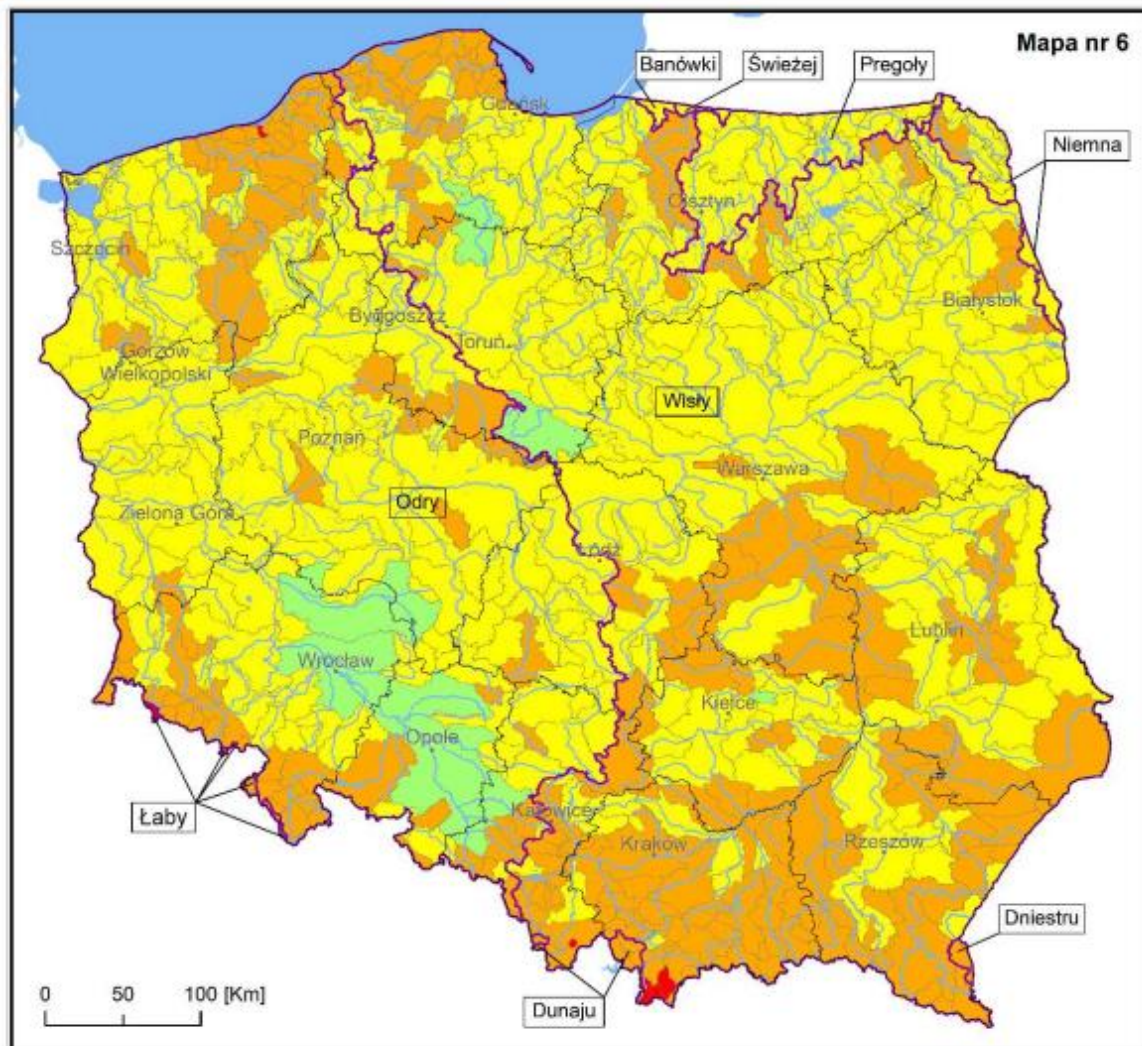 Mapa nr 6
Banówki
Świeżej
Pregoły
Niemna
Gdańsk
Olsztyn
Szczecin
Białystok
Bydgoszcz
Toruń
Gorzów
Wielkopolski
Wisły
Poznań
Warszawa
Odry
Zielona Góra
Łódź
Lublin
Wrocław
Kielce
Opole
Łaby
Katowice
Kraków
Rzeszów
Dniestru
0 50 100 [Km]
Dunaju